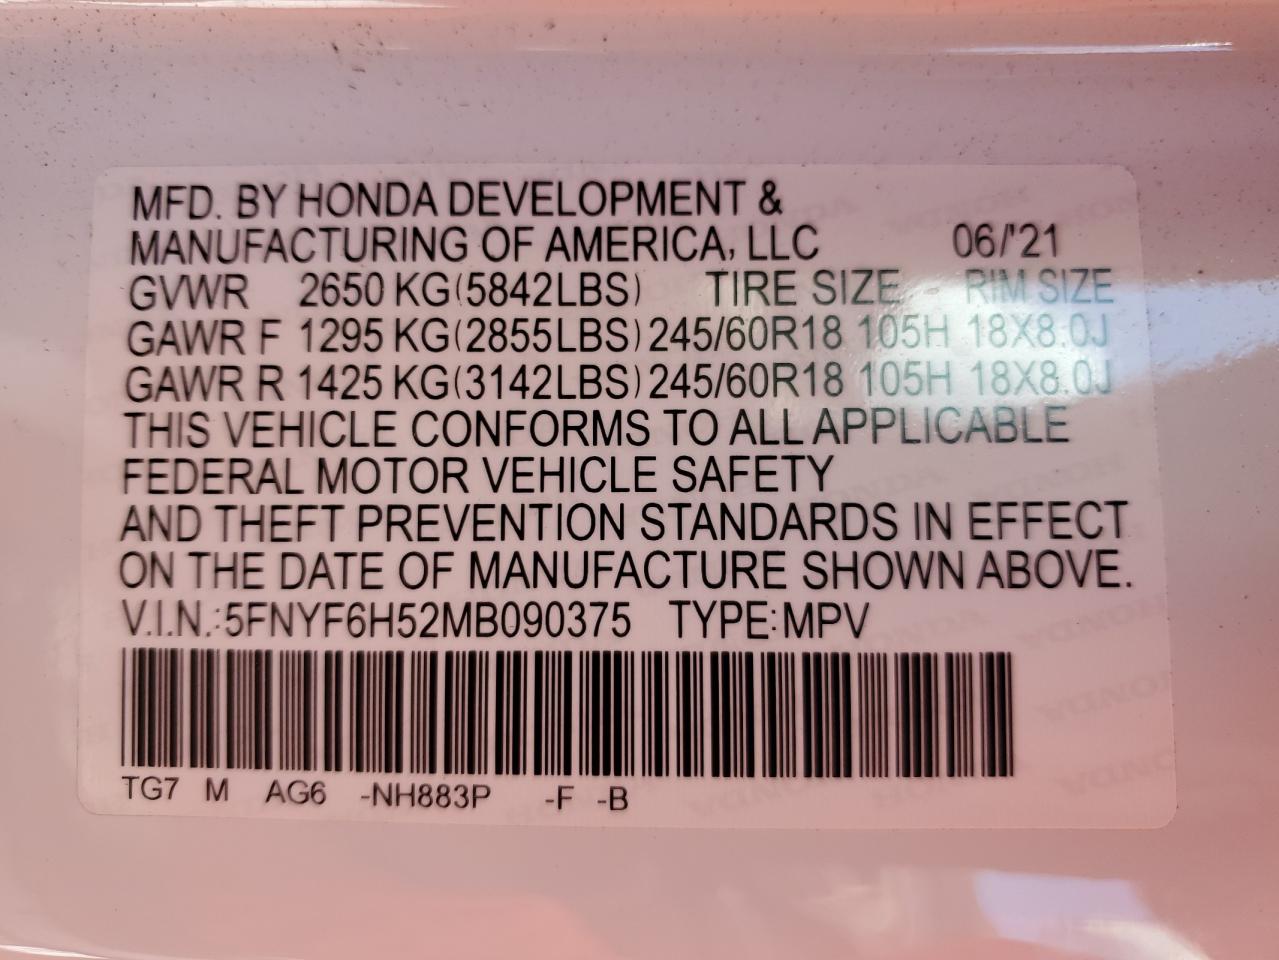 MFD. BY HONDA DEVELOPMENT &
MANUFACTURING OF AMERICA, LLC 06/'21
GVWR 2650 KG(5842LBS) TIRE SIZE RIM SIZE
GAWR F 1295 KG(2855LBS) 245/60R18 105H 18X8.0J
GAWR R 1425 KG(3142LBS) 245/60R18 105H 18X8.0J
THIS VEHICLE CONFORMS TO ALL APPLICABLE
FEDERAL MOTOR VEHICLE SAFETY
AND THEFT PREVENTION STANDARDS IN EFFECT
ON THE DATE OF MANUFACTURE SHOWN ABOVE.
V.I.N.:5FNYF6H52MB090375 TYPE:MPV
TG7 M AG6 -NH883P -F -B